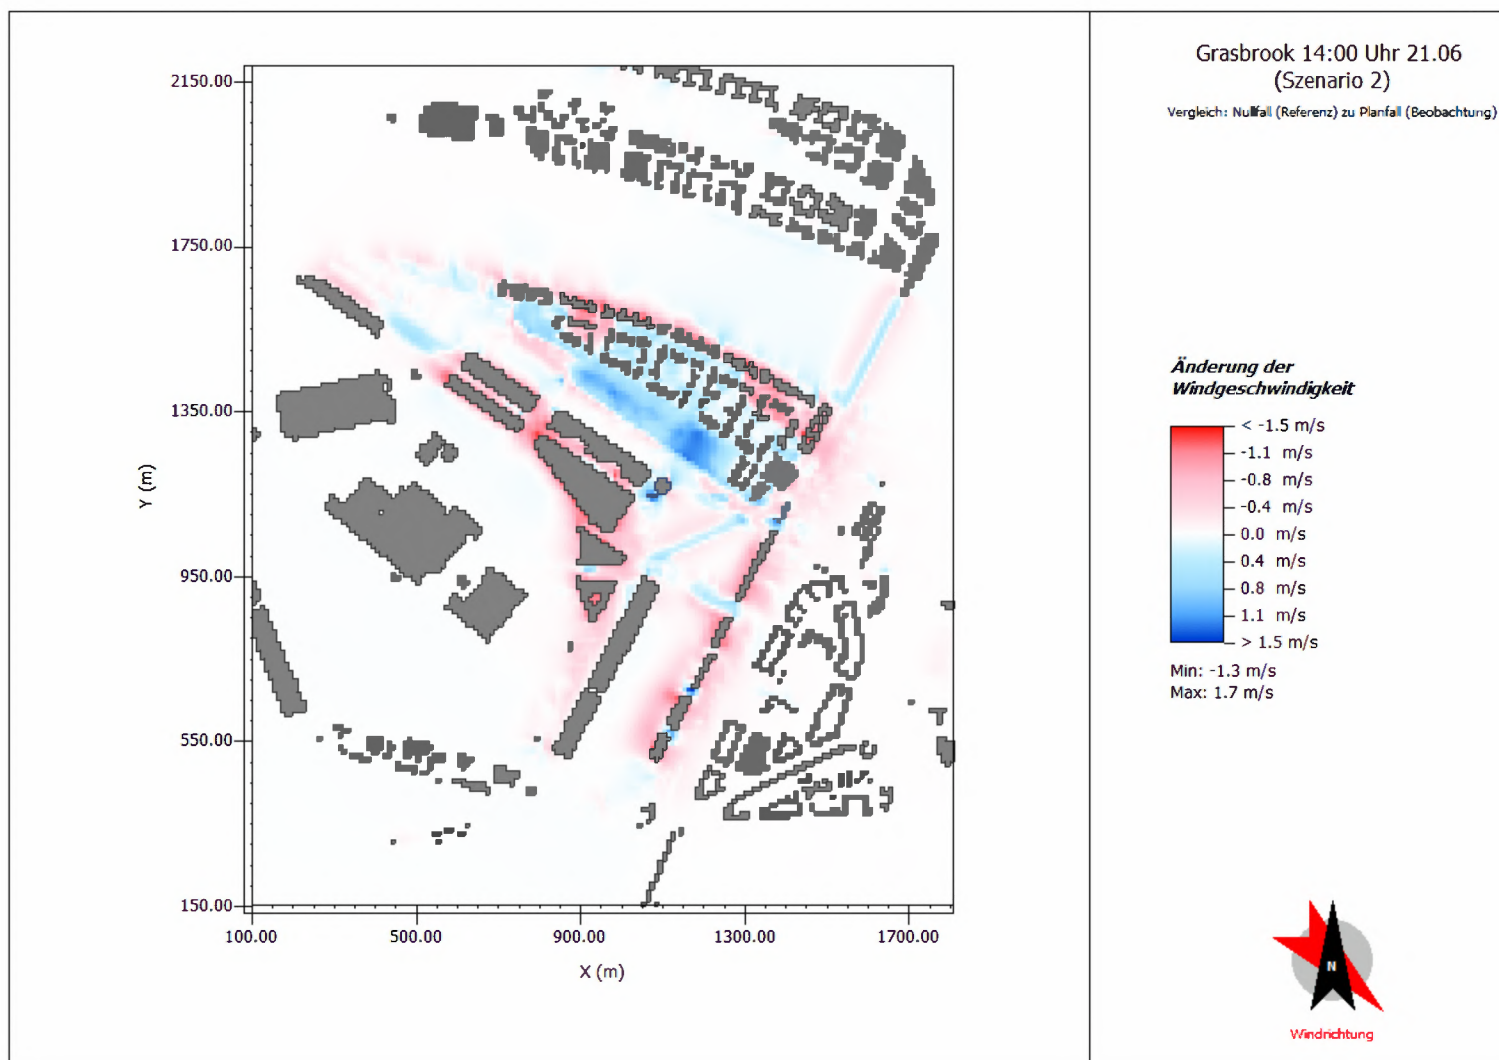 Grasbrook 14:00 Uhr 21.06
(Szenario 2)
Vergleich: Nullfall (Referenz) zu Planfall (Beobachtung)
2150.00
1750.00
1350.00
950.00
550.00
150.00
Y (m)
100.00 500.00 900.00 1300.00 1700.00
X (m)
Änderung der
Windgeschwindigkeit
< -1.5 m/s
-1.1 m/s
-0.8 m/s
-0.4 m/s
0.0 m/s
0.4 m/s
0.8 m/s
1.1 m/s
> 1.5 m/s
Min: -1.3 m/s
Max: 1.7 m/s
N
Windrichtung